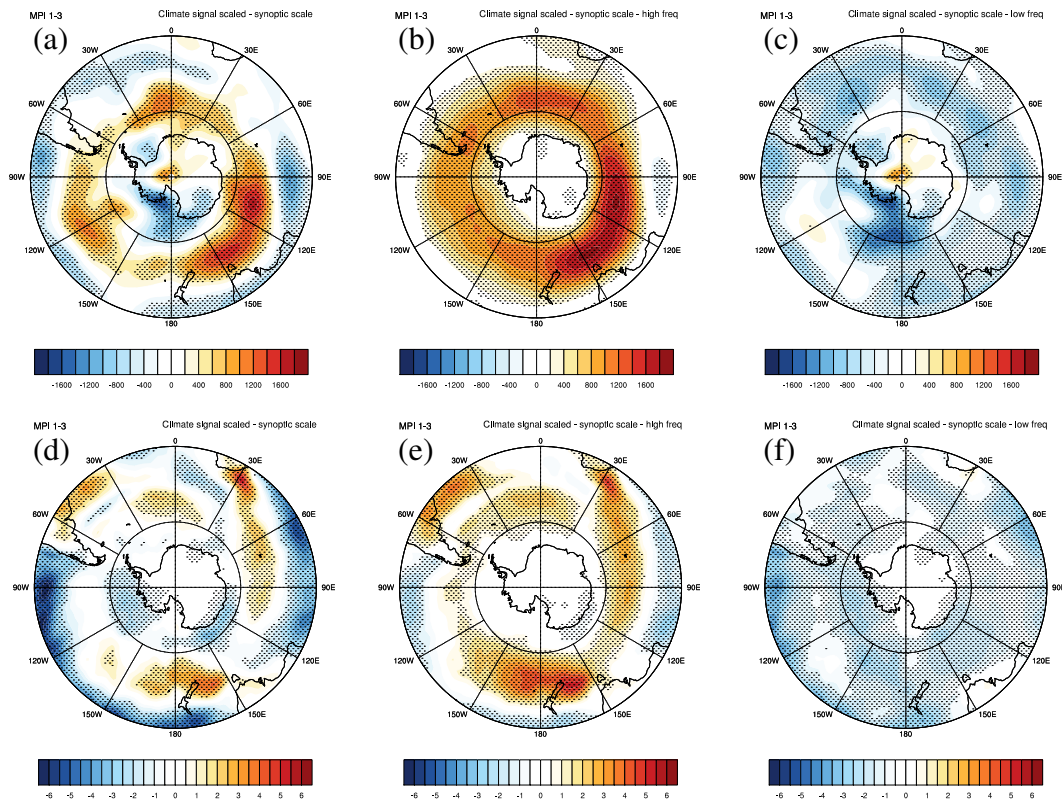 MPI 1-3 Climate signal scaled - synoptic scale
(a)
0
30W 30E
60W 60E
90W 90E
120W 120E
150W 150E
180
-1600 -1200 -800 -400 0 400 800 1200 1600
MPI 1-3 Climate signal scaled - synoptic scale - high freq
(b)
0
30W 30E
60W 60E
90W 90E
120W 120E
150W 150E
180
-1600 -1200 -800 -400 0 400 800 1200 1600
MPI 1-3 Climate signal scaled - synoptic scale - low freq
(c)
0
30W 30E
60W 60E
90W 90E
120W 120E
150W 150E
180
-1600 -1200 -800 -400 0 400 800 1200 1600
MPI 1-3 Climate signal scaled - synoptic scale
(d)
0
30W 30E
60W 60E
90W 90E
120W 120E
150W 150E
180
-6 -5 -4 -3 -2 -1 0 1 2 3 4 5 6
MPI 1-3 Climate signal scaled - synoptic scale - high freq
(e)
0
30W 30E
60W 60E
90W 90E
120W 120E
150W 150E
180
-6 -5 -4 -3 -2 -1 0 1 2 3 4 5 6
MPI 1-3 Climate signal scaled - synoptic scale - low freq
(f)
0
30W 30E
60W 60E
90W 90E
120W 120E
150W 150E
180
-6 -5 -4 -3 -2 -1 0 1 2 3 4 5 6